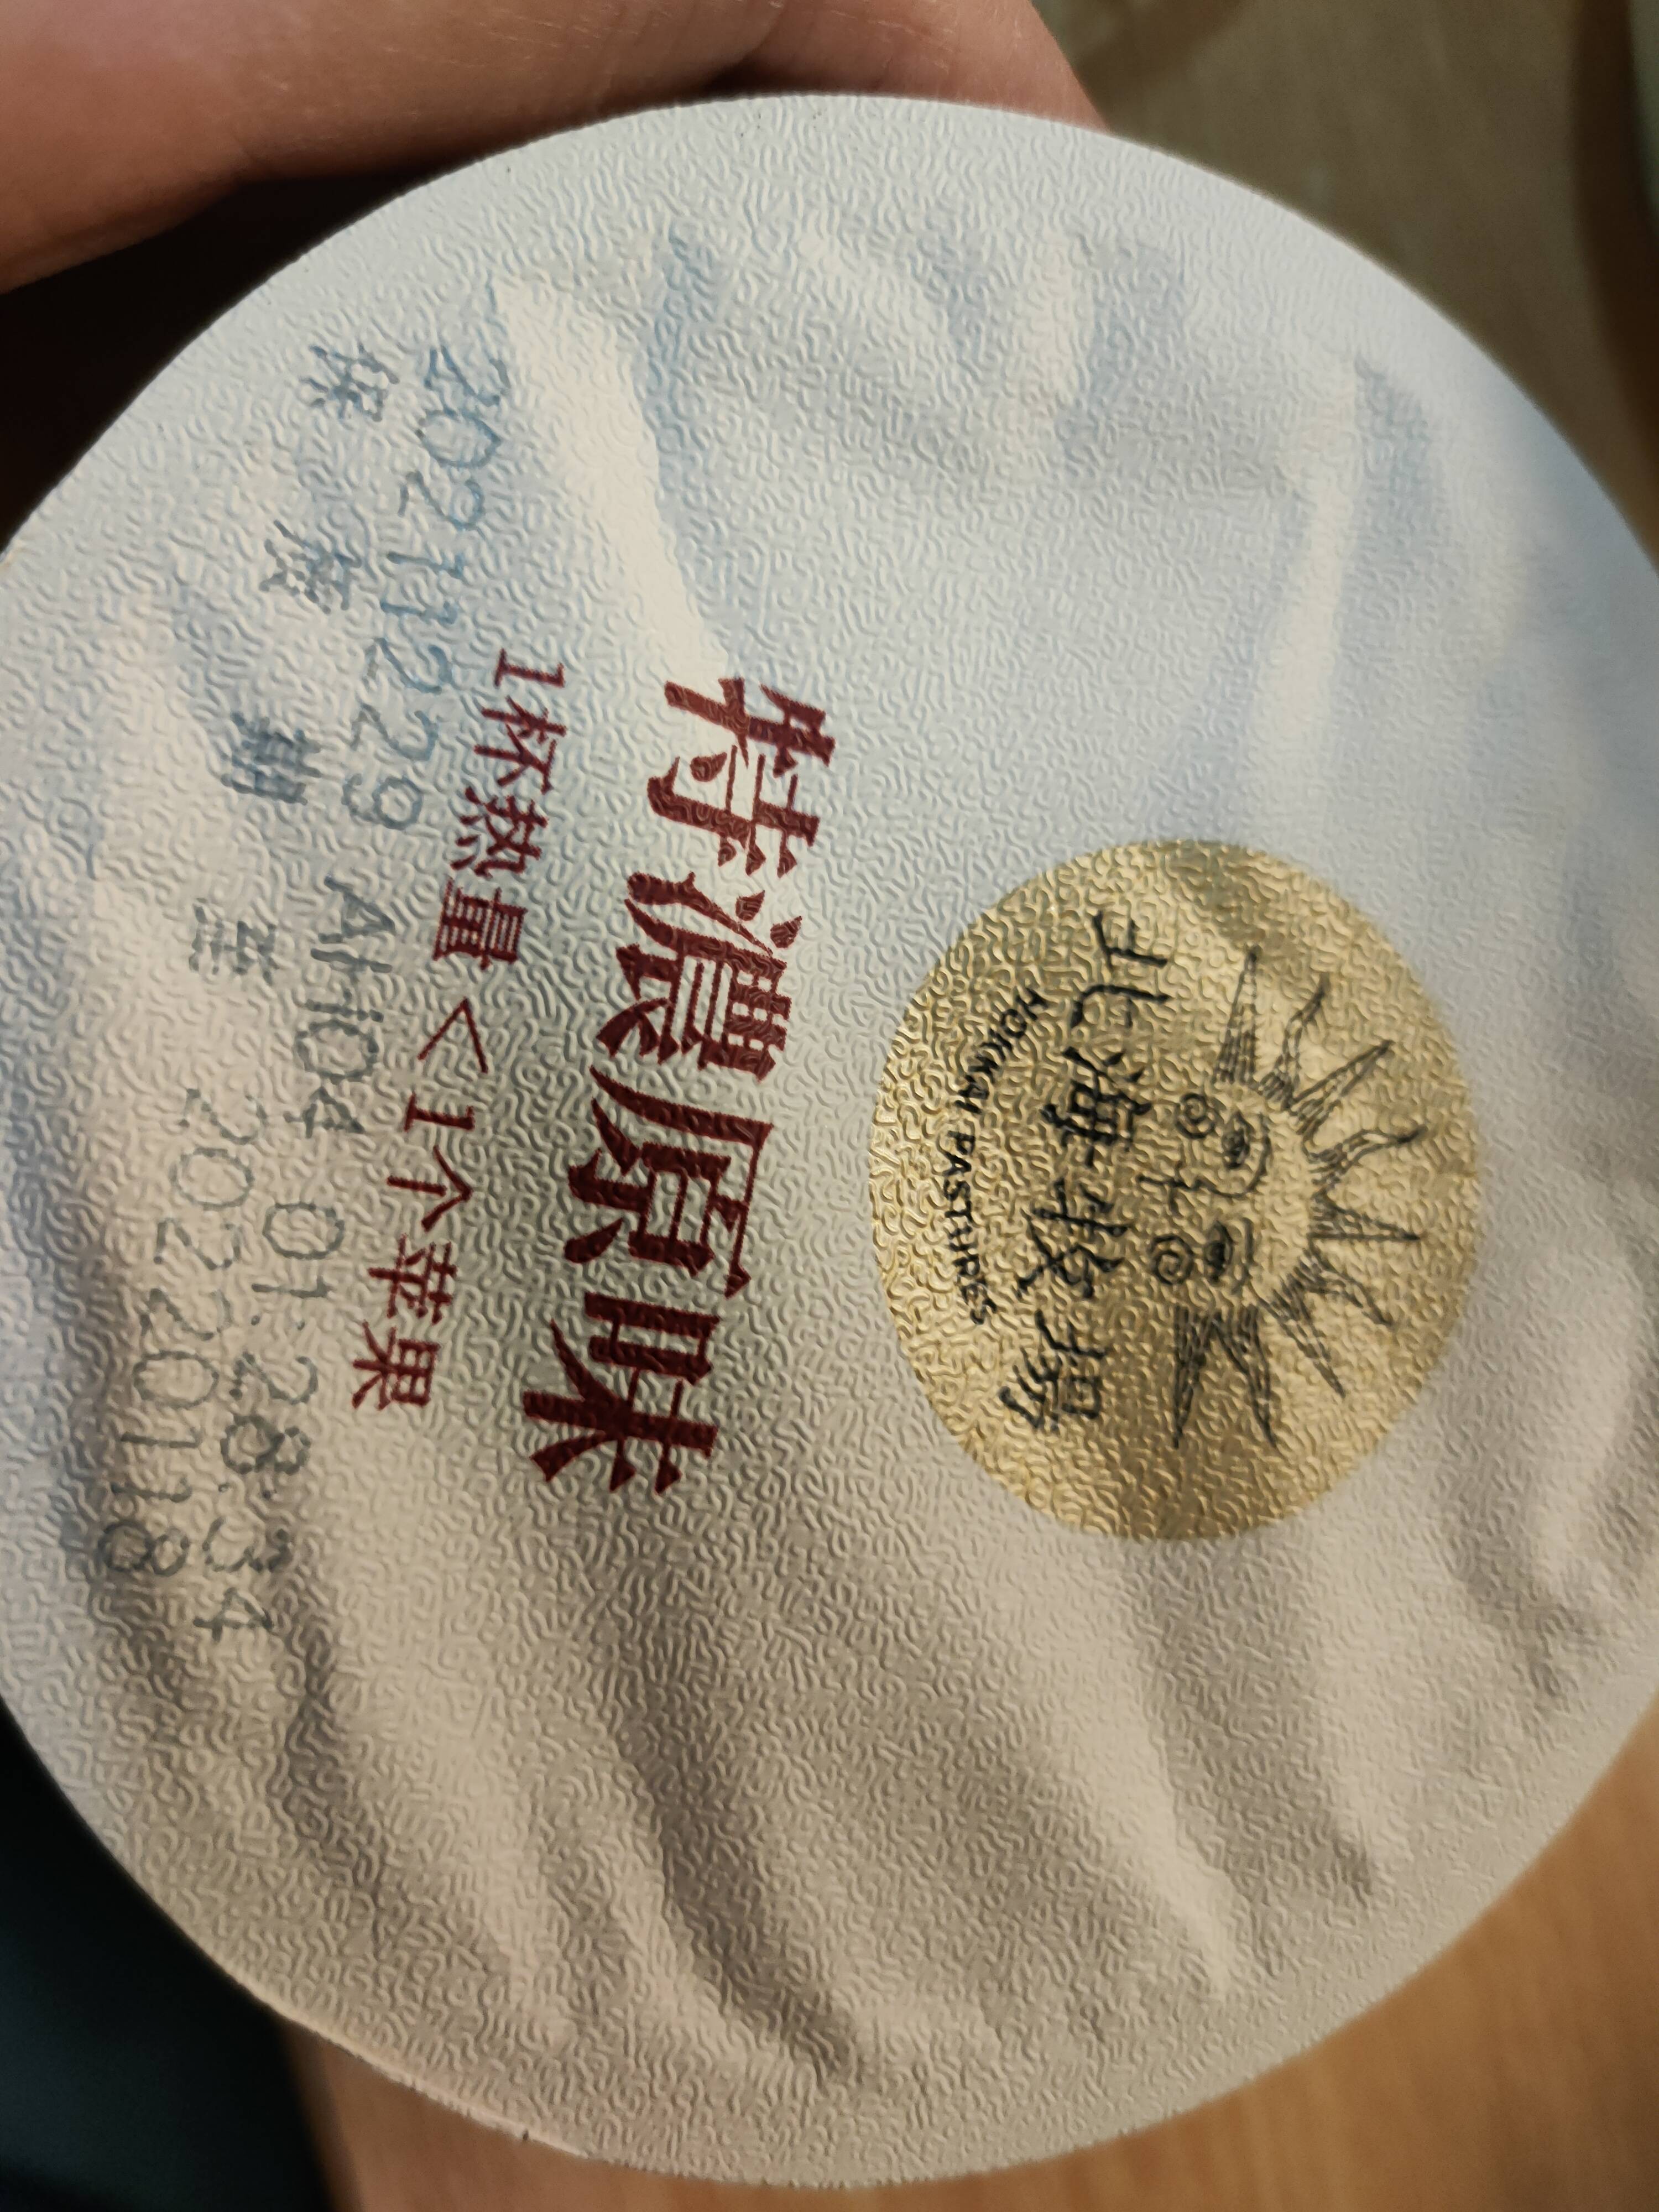 北海牧场
HOKKAI PASTURES
特濃原味
1杯热量<1个苹果
20211229 AHi04 01:28:34
保 质 期 至 20220118